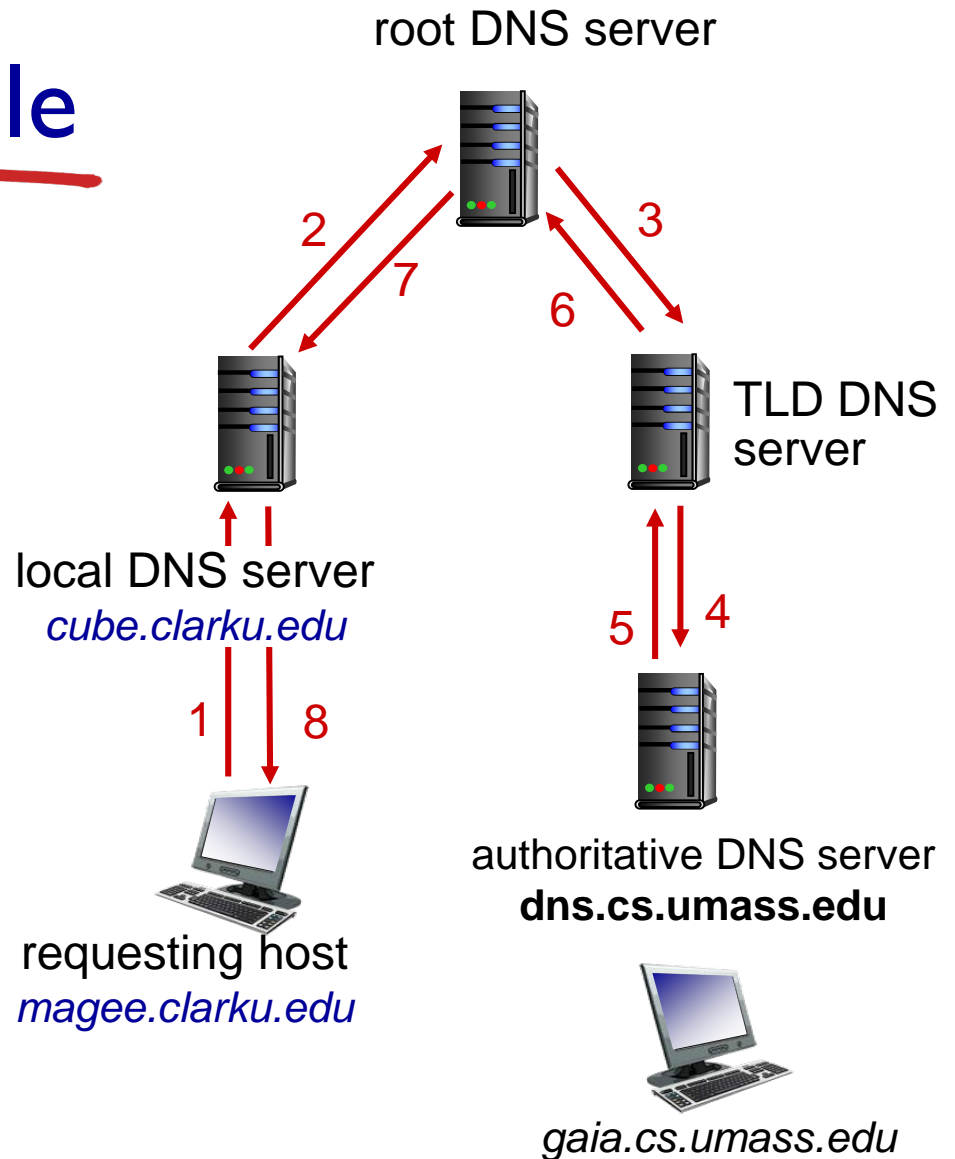 root DNS server
le
2
7
3
6
TLD DNS
server
local DNS server
cube.clarku.edu
5
4
1
8
authoritative DNS server
dns.cs.umass.edu
requesting host
magee.clarku.edu
gaia.cs.umass.edu